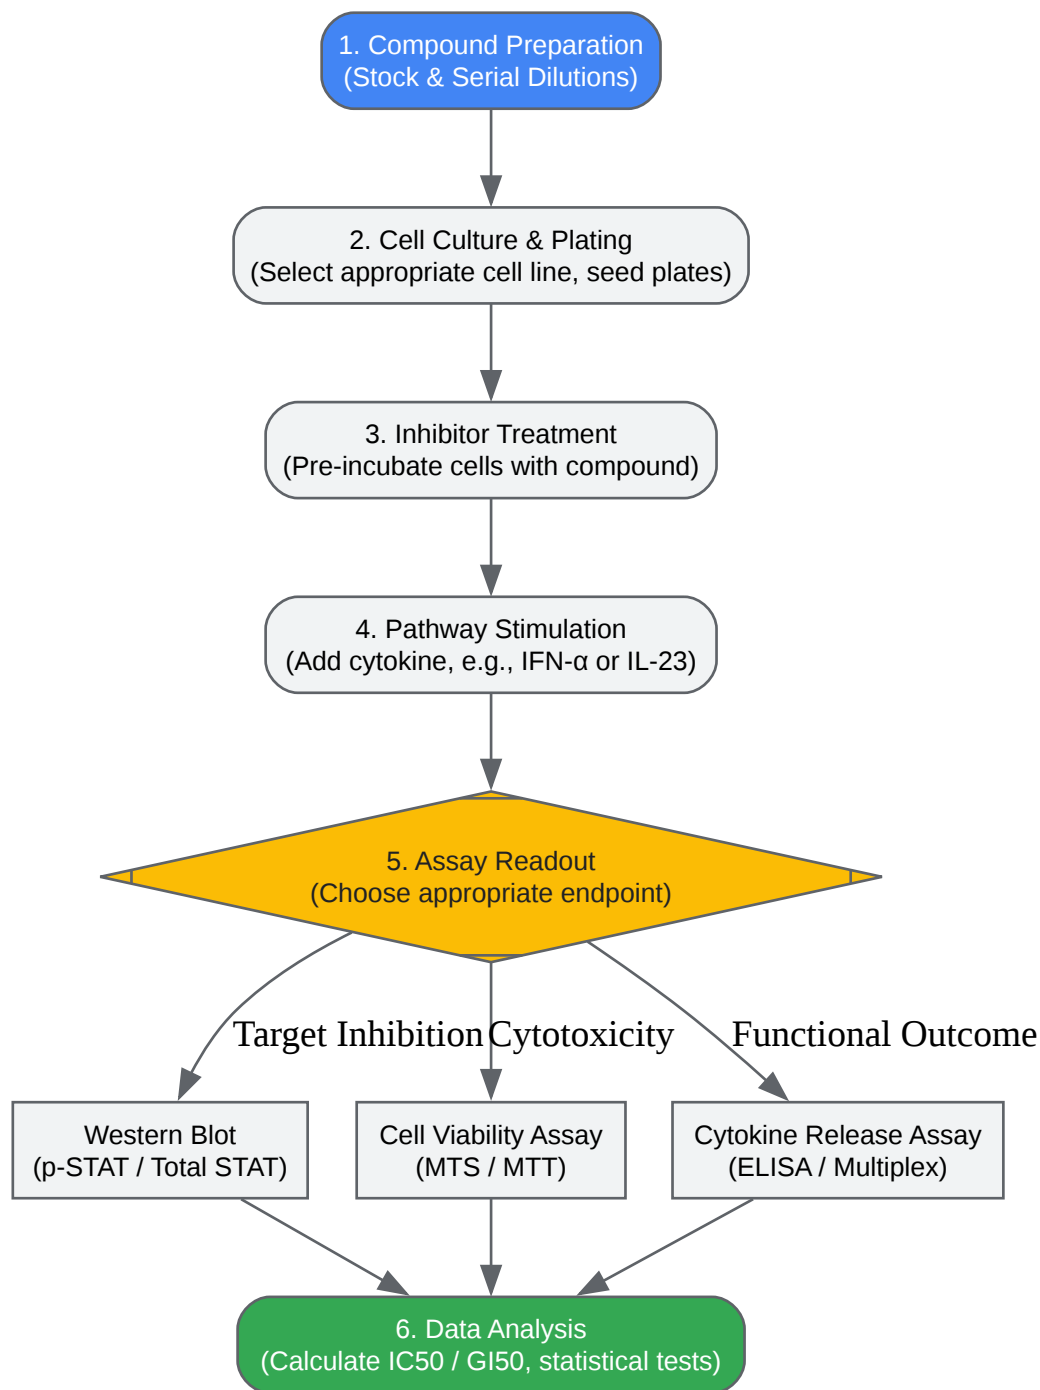 1. Compound Preparation
(Stock & Serial Dilutions)
2. Cell Culture & Plating
(Select appropriate cell line, seed plates)
3. Inhibitor Treatment
(Pre-incubate cells with compound)
4. Pathway Stimulation
(Add cytokine, e.g., IFN-α or IL-23)
5. Assay Readout
(Choose appropriate endpoint)
Target Inhibition
Cytotoxicity
Functional Outcome
Western Blot
(p-STAT / Total STAT)
Cell Viability Assay
(MTS / MTT)
Cytokine Release Assay
(ELISA / Multiplex)
6. Data Analysis
(Calculate IC50 / GI50, statistical tests)